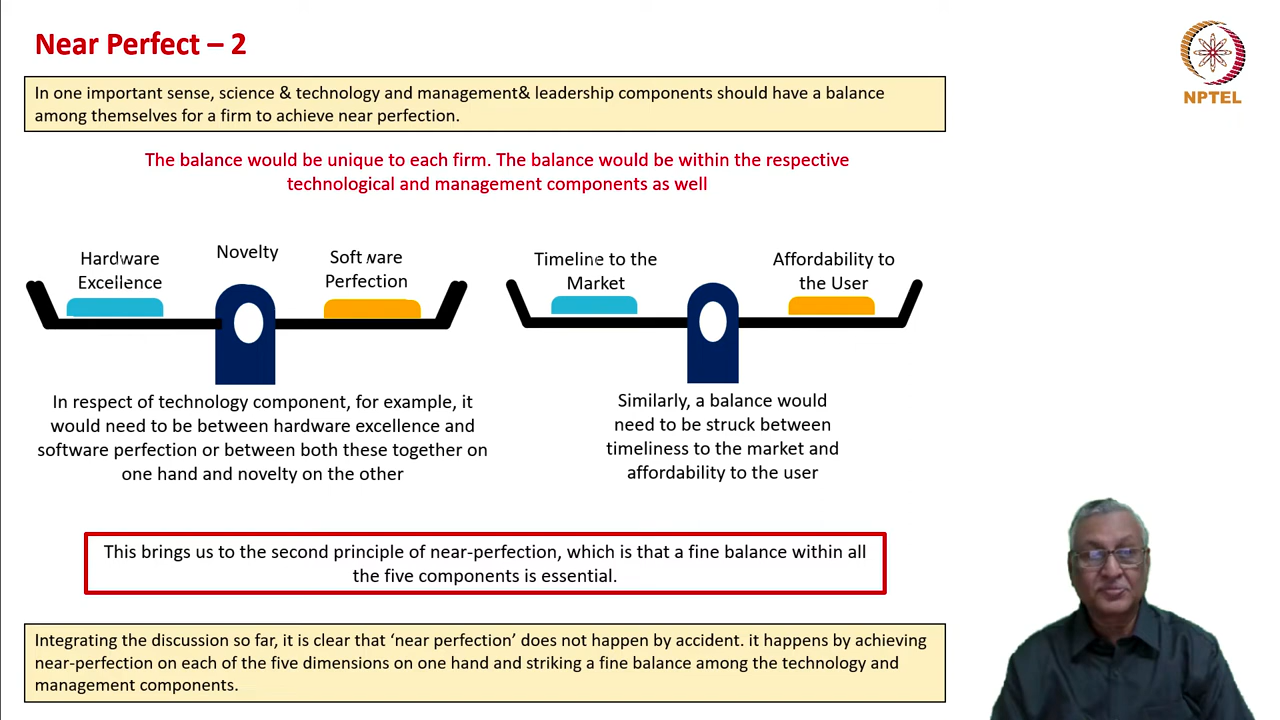 Near Perfect – 2
NPTEL
In one important sense, science & technology and management& leadership components should have a balance
among themselves for a firm to achieve near perfection.
The balance would be unique to each firm. The balance would be within the respective
technological and management components as well
Hardware
Excellence
Novelty
Software
Perfection
Timeline to the
Market
Affordability to
the User
In respect of technology component, for example, it
would need to be between hardware excellence and
software perfection or between both these together on
one hand and novelty on the other
Similarly, a balance would
need to be struck between
timeliness to the market and
affordability to the user
This brings us to the second principle of near-perfection, which is that a fine balance within all
the five components is essential.
Integrating the discussion so far, it is clear that ‘near perfection’ does not happen by accident. it happens by achieving
near-perfection on each of the five dimensions on one hand and striking a fine balance among the technology and
management components.